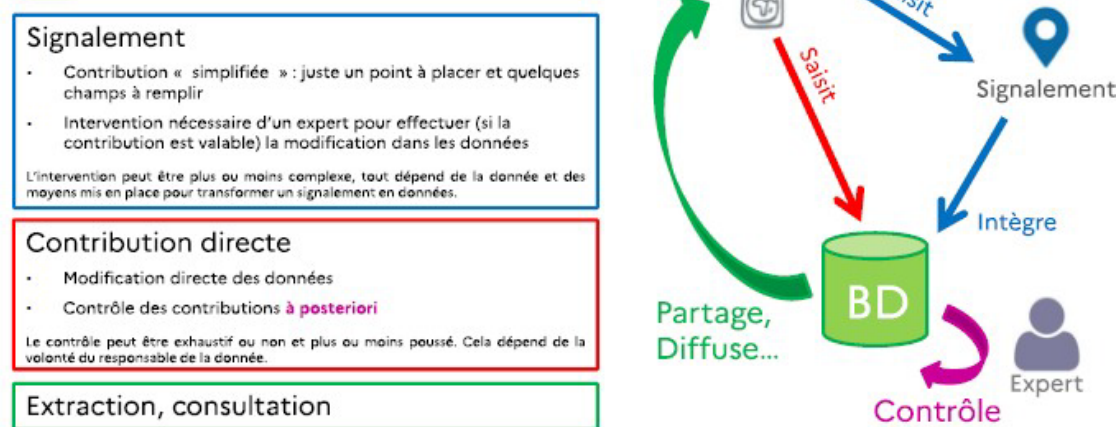 Signalement
• Contribution « simplifiée » : juste un point à placer et quelques
champs à remplir
• Intervention nécessaire d'un expert pour effectuer (si la
contribution est valable) la modification dans les données
L'intervention peut être plus ou moins complexe, tout dépend de la donnée et des
moyens mis en place pour transformer un signalement en données.
Contribution directe
• Modification directe des données
• Contrôle des contributions à posteriori
Le contrôle peut être exhaustif ou non et plus ou moins poussé. Cela dépend de la
volonté du responsable de la donnée.
Extraction, consultation
Saisit
Signalement
Intègre
BD
Partage,
Diffuse...
Expert
Contrôle